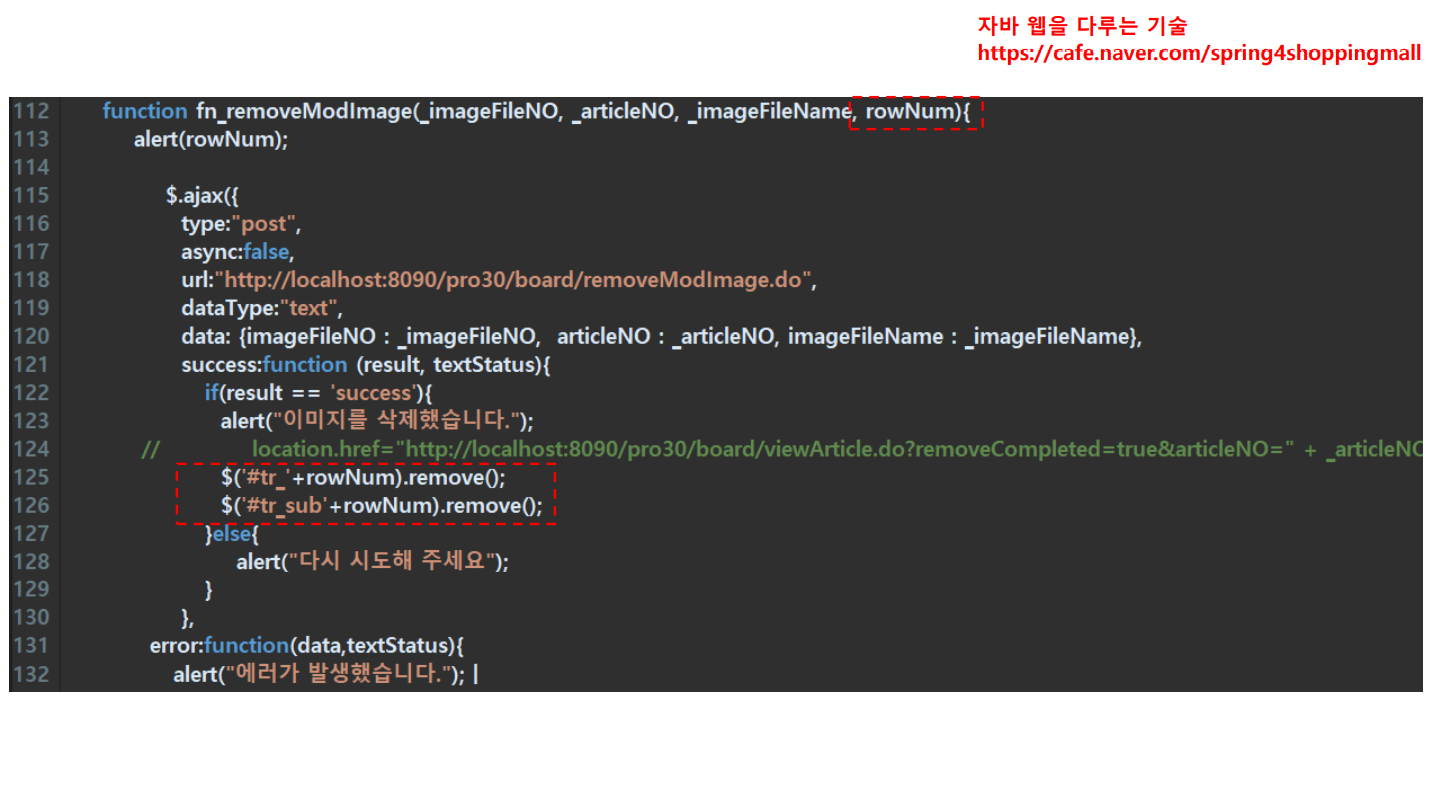 자바 웹을 다루는 기술
https://cafe.naver.com/spring4shoppingmall
112 function fn_removeModImage(_imageFileNO, _articleNO, _imageFileName, rowNum){
113 alert(rowNum);
114
115 $.ajax({
116 type:"post",
117 async:false,
118 url:"http://localhost:8090/pro30/board/removeModImage.do",
119 dataType:"text",
120 data: {imageFileNO : _imageFileNO, articleNO : _articleNO, imageFileName : _imageFileName},
121 success:function (result, textStatus){
122 if(result == 'success'){
123 alert("이미지를 삭제했습니다.");
124 // location.href="http://localhost:8090/pro30/board/viewArticle.do?removeCompleted=true&articleNO=" + _articleNO
125 $('#tr_'+rowNum).remove();
126 $('#tr_sub'+rowNum).remove();
127 }else{
128 alert("다시 시도해 주세요");
129 }
130 },
131 error:function(data,textStatus){
132 alert("에러가 발생했습니다.");